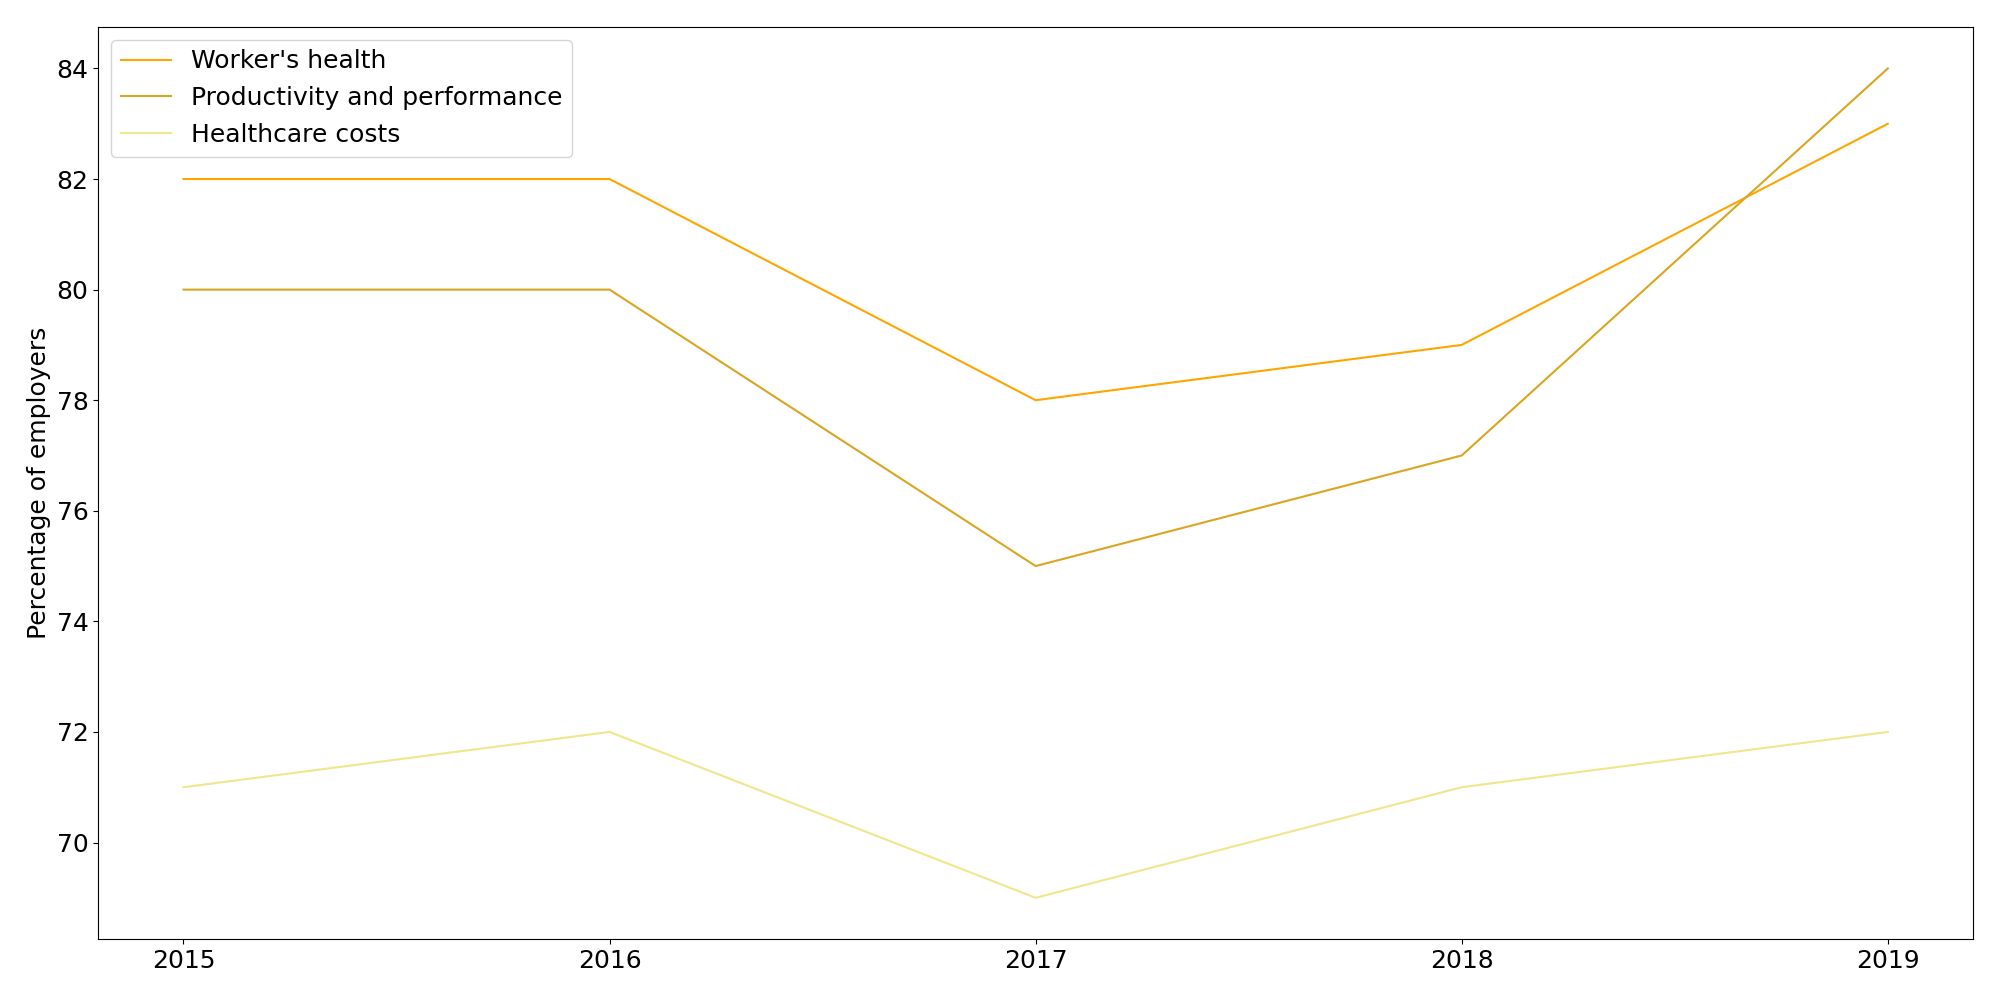 Worker's health
Productivity and performance
Healthcare costs
Percentage of employers
84
82
80
78
76
74
72
70
2015 2016 2017 2018 2019